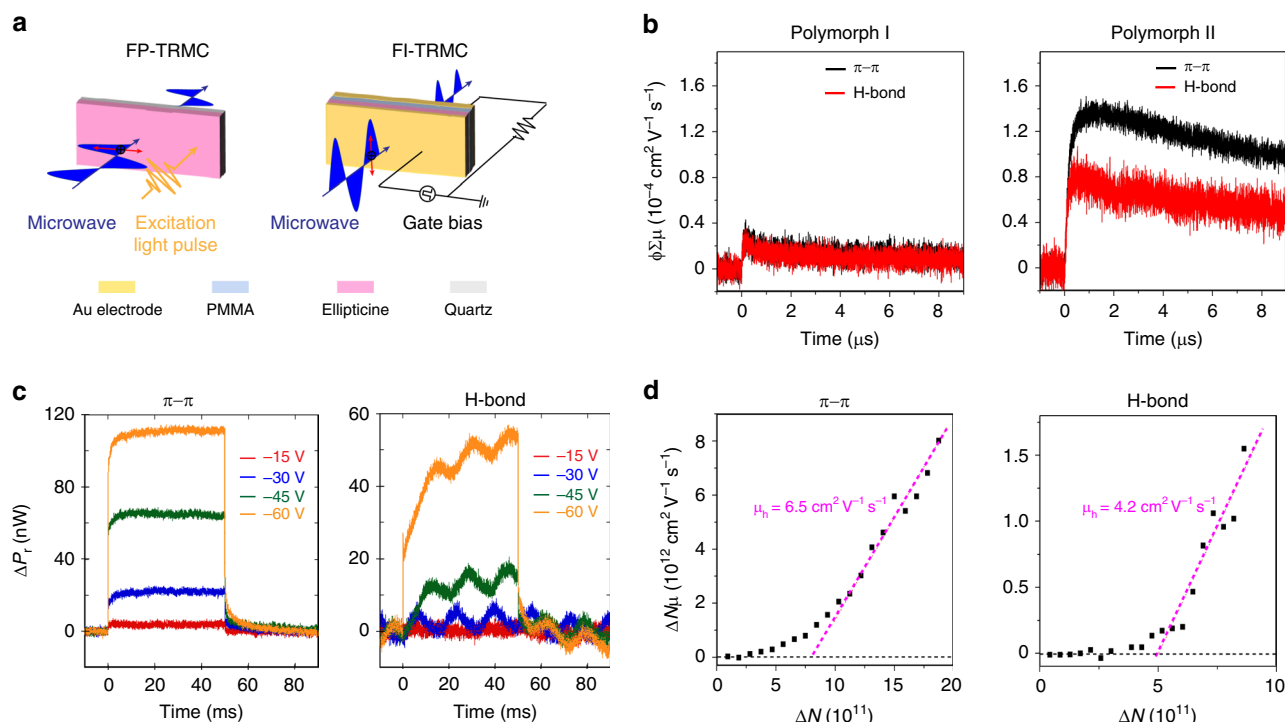 a
FP-TRMC
FI-TRMC
Microwave
Excitation
light pulse
Microwave
Gate bias
Au electrode
PMMA
Ellipticine
Quartz
b
Polymorph I
Polymorph II
π–π
H-bond
π–π
H-bond
ϕΣμ (10⁻⁴ cm² V⁻¹ s⁻¹)
1.6
1.2
0.8
0.4
0
0 2 4 6 8
Time (μs)
1.6
1.2
0.8
0.4
0
0 2 4 6 8
Time (μs)
c
π–π
H-bond
ΔPr (nW)
120
80
40
0
–15 V
–30 V
–45 V
–60 V
0 20 40 60 80
Time (ms)
60
40
20
0
–15 V
–30 V
–45 V
–60 V
0 20 40 60 80
Time (ms)
d
π–π
H-bond
ΔNμ (10¹² cm² V⁻¹ s⁻¹)
8
6
4
2
0
μh = 6.5 cm² V⁻¹ s⁻¹
0 5 10 15 20
ΔN (10¹¹)
1.5
1.0
0.5
0
μh = 4.2 cm² V⁻¹ s⁻¹
0 5 10
ΔN (10¹¹)